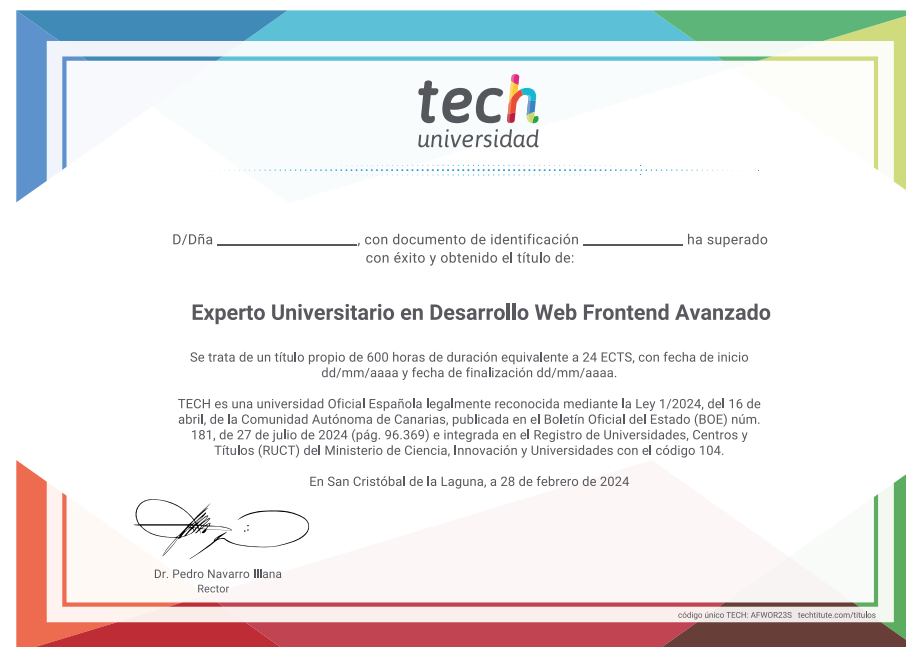 tech
universidad
D/Dña ______________, con documento de identificación __________ ha superado
con éxito y obtenido el título de:
Experto Universitario en Desarrollo Web Frontend Avanzado
Se trata de un título propio de 600 horas de duración equivalente a 24 ECTS, con fecha de inicio
dd/mm/aaaa y fecha de finalización dd/mm/aaaa.
TECH es una universidad Oficial Española legalmente reconocida mediante la Ley 1/2024, del 16 de
abril, de la Comunidad Autónoma de Canarias, publicada en el Boletín Oficial del Estado (BOE) núm.
181, de 27 de julio de 2024 (pág. 96.369) e integrada en el Registro de Universidades, Centros y
Títulos (RUCT) del Ministerio de Ciencia, Innovación y Universidades con el código 104.
En San Cristóbal de la Laguna, a 28 de febrero de 2024
Dr. Pedro Navarro Illana
Rector
código único TECH: AFWOR23S techtitute.com/titulos